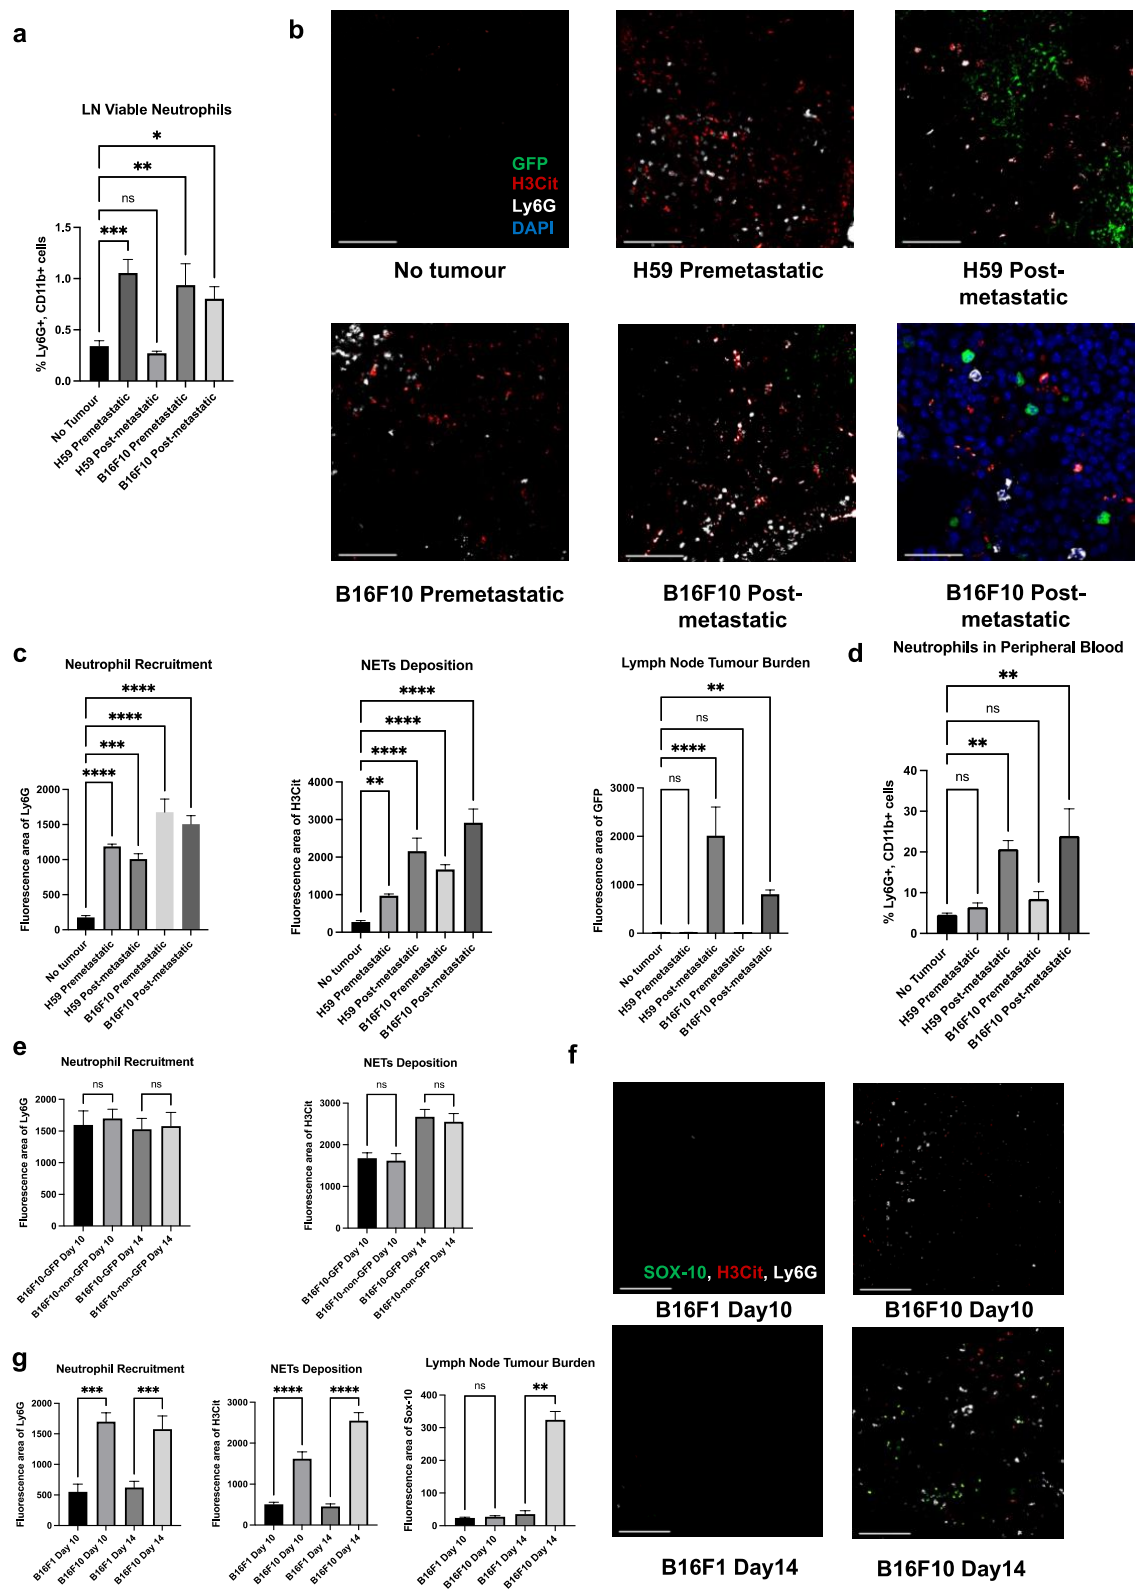 a
LN Viable Neutrophils
*
**
ns
***
1.5
1.0
0.5
0.0
% Ly6G+, CD11b+ cells
No Tumour
H59 Premetastatic
H59 Post-metastatic
B16F10 Premetastatic
B16F10 Post-metastatic
b
GFP
H3Cit
Ly6G
DAPI
No tumour
H59 Premetastatic
H59 Post-
metastatic
B16F10 Premetastatic
B16F10 Post-
metastatic
B16F10 Post-
metastatic
c
Neutrophil Recruitment
****
****
***
****
2000
1500
1000
500
0
Fluorescence area of Ly6G
No tumour
H59 Premetastatic
H59 Post-metastatic
B16F10 Premetastatic
B16F10 Post-metastatic
NETs Deposition
****
****
****
**
4000
3000
2000
1000
0
Fluorescence area of H3Cit
No tumour
H59 Premetastatic
H59 Post-metastatic
B16F10 Premetastatic
B16F10 Post-metastatic
Lymph Node Tumour Burden
**
ns
****
ns
3000
2000
1000
0
Fluorescence area of GFP
No tumour
H59 Premetastatic
H59 Post-metastatic
B16F10 Premetastatic
B16F10 Post-metastatic
d
Neutrophils in Peripheral Blood
**
ns
**
ns
40
30
20
10
0
% Ly6G+, CD11b+ cells
No Tumour
H59 Premetastatic
H59 Post-metastatic
B16F10 Premetastatic
B16F10 Post-metastatic
e
Neutrophil Recruitment
ns
ns
2000
1500
1000
500
0
Fluorescence area of Ly6G
B16F10-GFP Day 10
B16F10-non-GFP Day 10
B16F10-GFP Day 14
B16F10-non-GFP Day 14
NETs Deposition
ns
ns
3000
2000
1000
0
Fluorescence area of H3Cit
B16F10-GFP Day 10
B16F10-non-GFP Day 10
B16F10-GFP Day 14
B16F10-non-GFP Day 14
f
SOX-10, H3Cit, Ly6G
B16F1 Day10
B16F10 Day10
B16F1 Day14
B16F10 Day14
g
Neutrophil Recruitment
***
***
2000
1500
1000
500
0
Fluorescence area of Ly6G
B16F1 Day 10
B16F10 Day 10
B16F1 Day 14
B16F10 Day 14
NETs Deposition
****
****
3000
2000
1000
0
Fluorescence area of H3Cit
B16F1 Day 10
B16F10 Day 10
B16F1 Day 14
B16F10 Day 14
Lymph Node Tumour Burden
ns
**
400
300
200
100
0
Fluorescence area of Sox-10
B16F1 Day 10
B16F10 Day 10
B16F1 Day 14
B16F10 Day 14